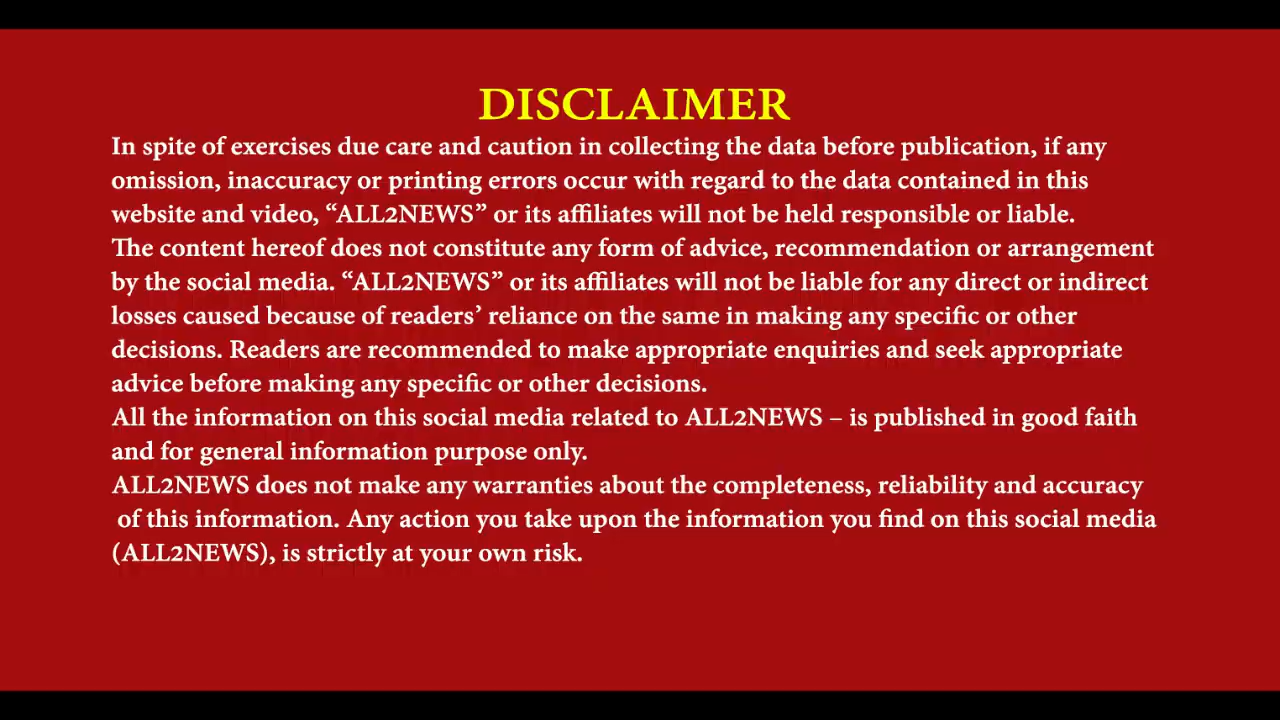 DISCLAIMER
In spite of exercises due care and caution in collecting the data before publication, if any
omission, inaccuracy or printing errors occur with regard to the data contained in this
website and video, “ALL2NEWS” or its affiliates will not be held responsible or liable.
The content hereof does not constitute any form of advice, recommendation or arrangement
by the social media. “ALL2NEWS” or its affiliates will not be liable for any direct or indirect
losses caused because of readers’ reliance on the same in making any specific or other
decisions. Readers are recommended to make appropriate enquiries and seek appropriate
advice before making any specific or other decisions.
All the information on this social media related to ALL2NEWS – is published in good faith
and for general information purpose only.
ALL2NEWS does not make any warranties about the completeness, reliability and accuracy
of this information. Any action you take upon the information you find on this social media
(ALL2NEWS), is strictly at your own risk.